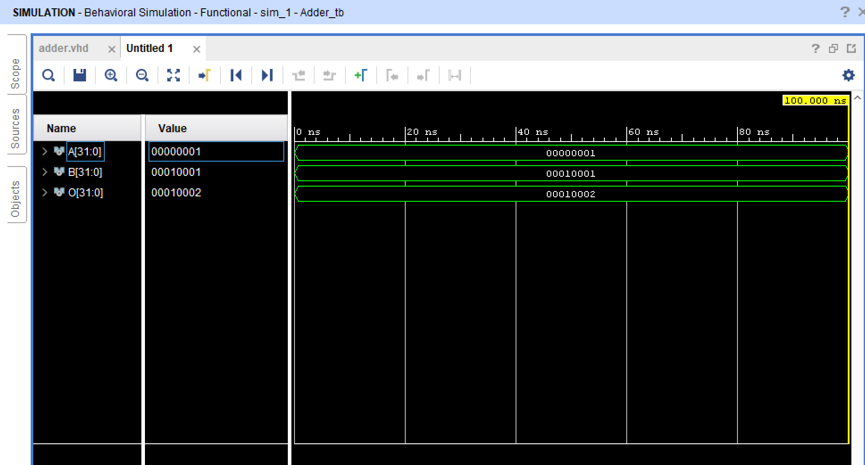 SIMULATION - Behavioral Simulation - Functional - sim_1 - Adder_tb ? ×
Scope
Sources
Objects
adder.vhd × Untitled 1 × ?
100.000 ns
Name Value
0 ns 20 ns 40 ns 60 ns 80 ns
A[31:0] 00000001 00000001
B[31:0] 00010001 00010001
O[31:0] 00010002 00010002